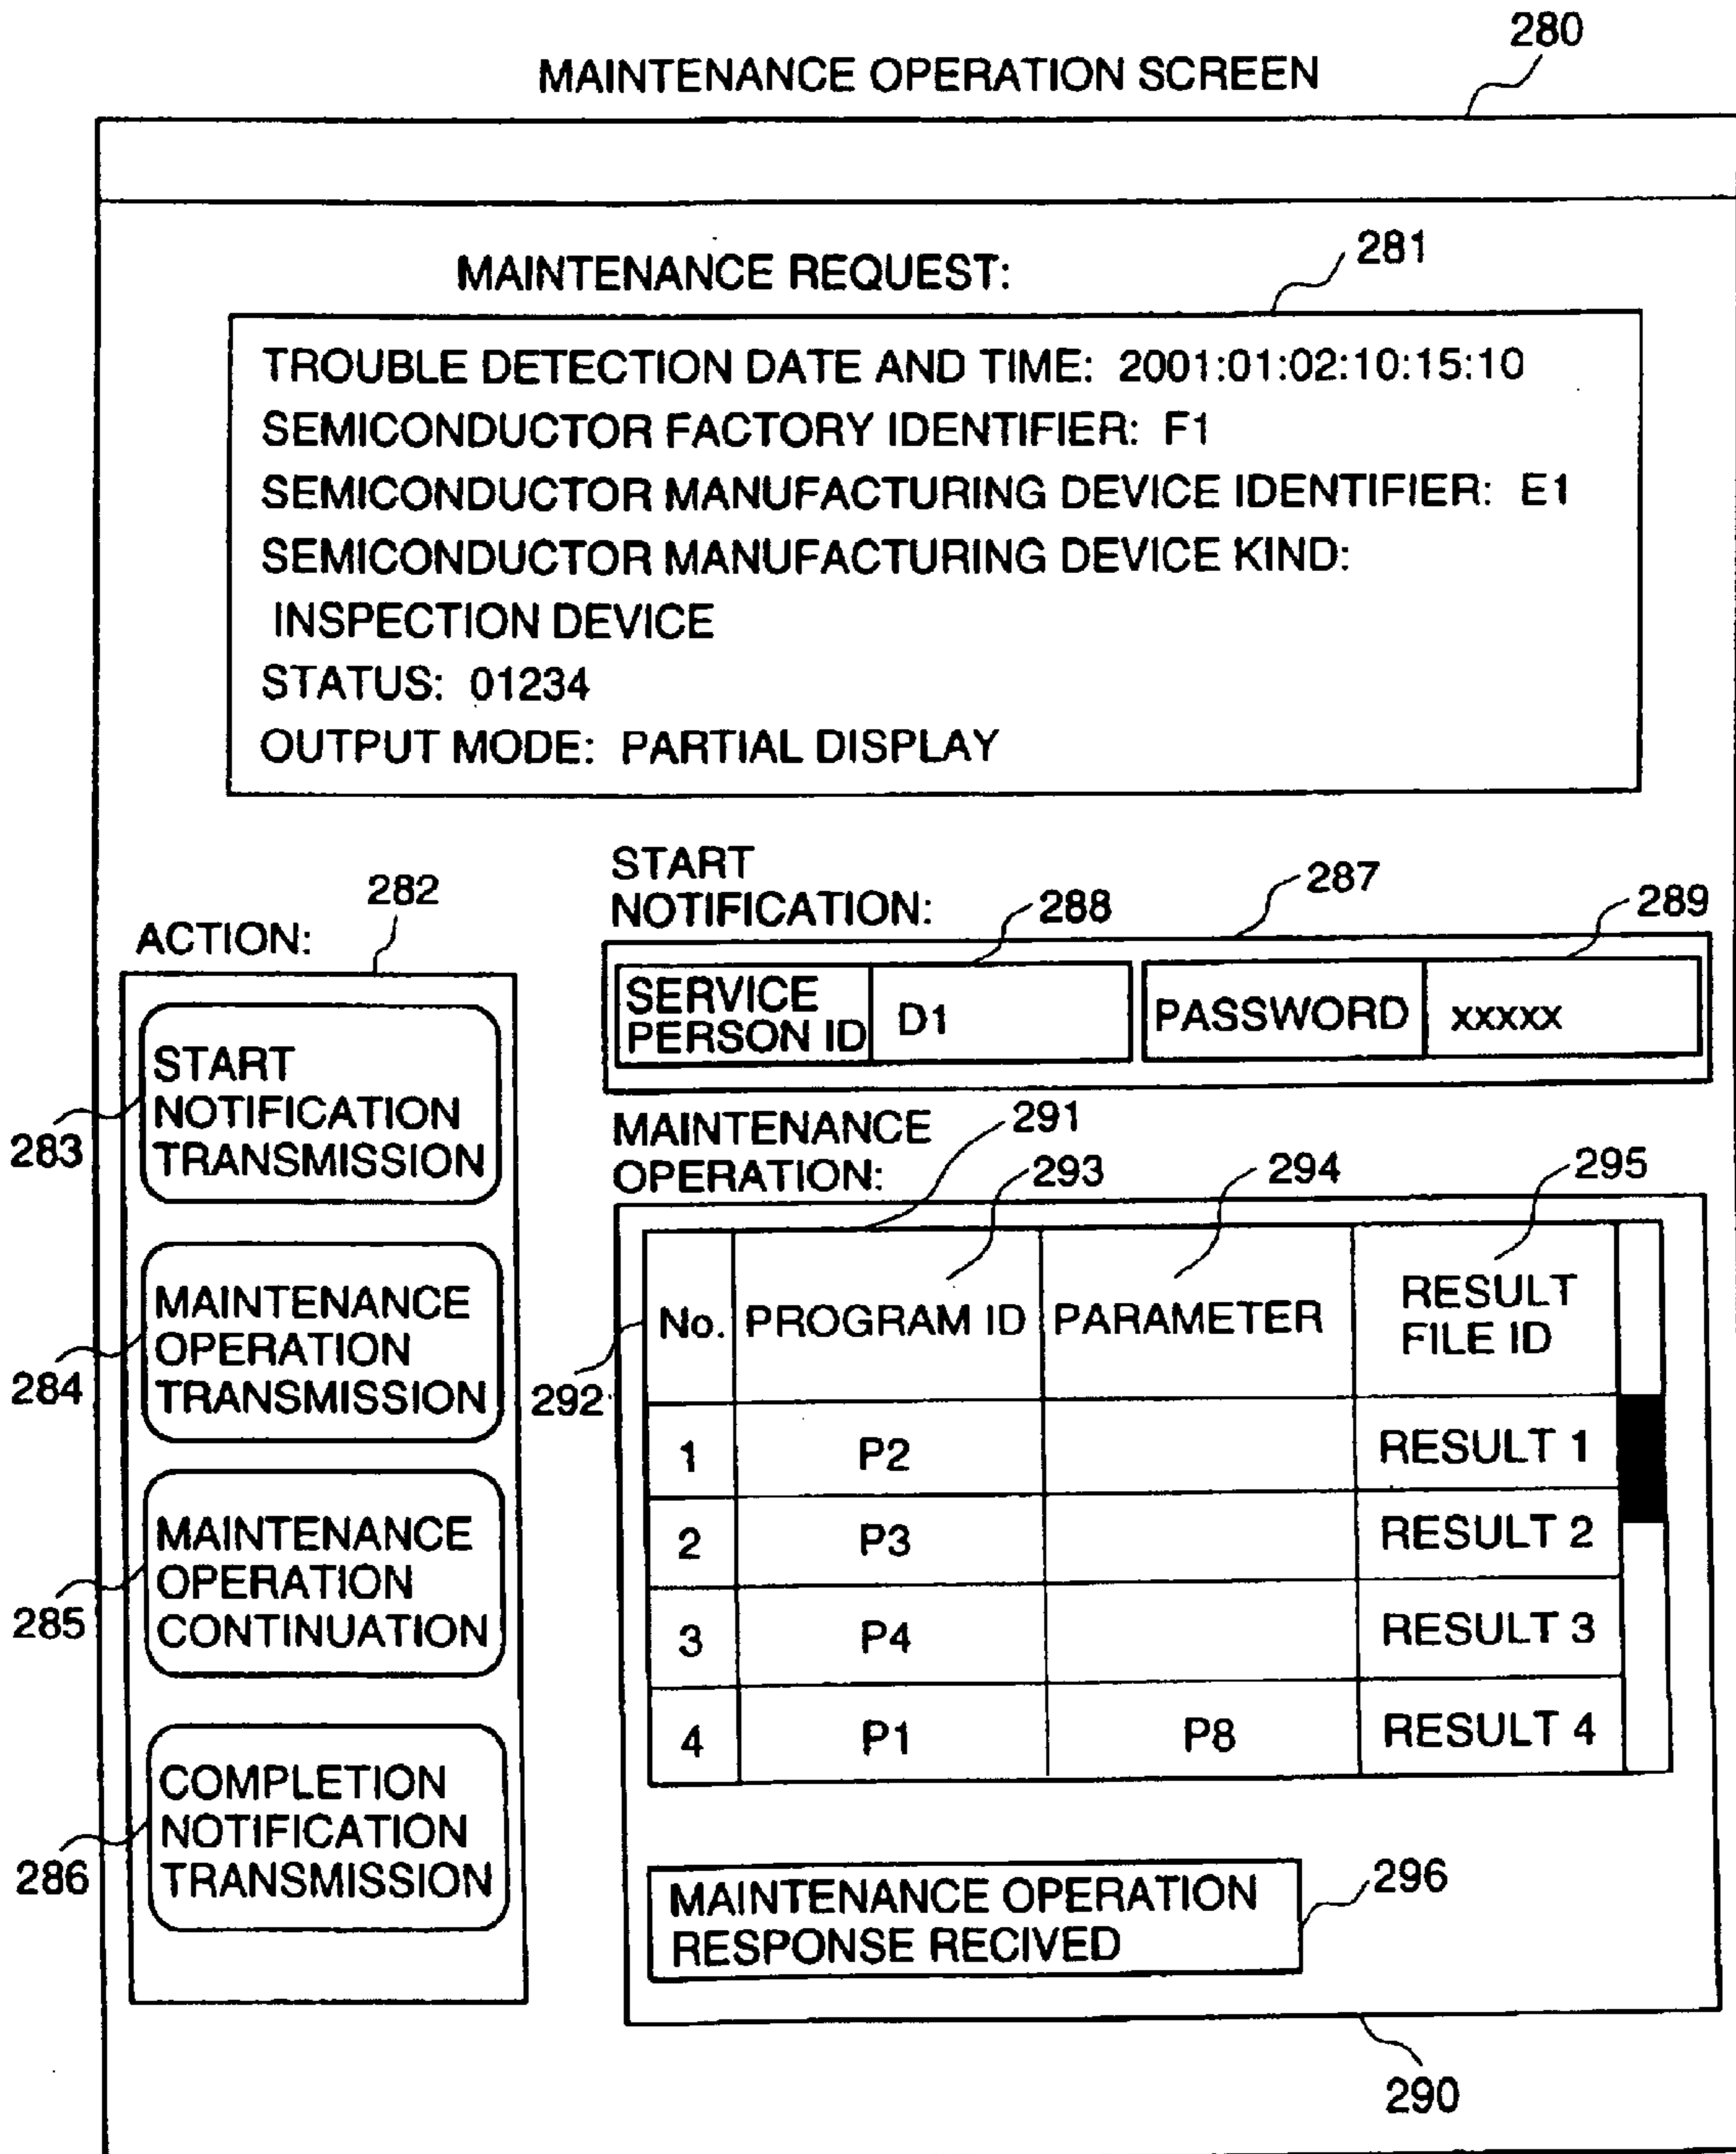 280
MAINTENANCE OPERATION SCREEN
MAINTENANCE REQUEST:
281
TROUBLE DETECTION DATE AND TIME: 2001:01:02:10:15:10
SEMICONDUCTOR FACTORY IDENTIFIER: F1
SEMICONDUCTOR MANUFACTURING DEVICE IDENTIFIER: E1
SEMICONDUCTOR MANUFACTURING DEVICE KIND:
INSPECTION DEVICE
STATUS: 01234
OUTPUT MODE: PARTIAL DISPLAY
282
ACTION:
283
START
NOTIFICATION
TRANSMISSION
284
MAINTENANCE
OPERATION
TRANSMISSION
285
MAINTENANCE
OPERATION
CONTINUATION
286
COMPLETION
NOTIFICATION
TRANSMISSION
START
NOTIFICATION:
288
287
289
SERVICE
PERSON ID
D1
PASSWORD
xxxxx
MAINTENANCE
OPERATION:
291
293
294
295
292
No. PROGRAM ID PARAMETER RESULT
FILE ID
1 P2 RESULT 1
2 P3 RESULT 2
3 P4 RESULT 3
4 P1 P8 RESULT 4
MAINTENANCE OPERATION
RESPONSE RECIVED
296
290